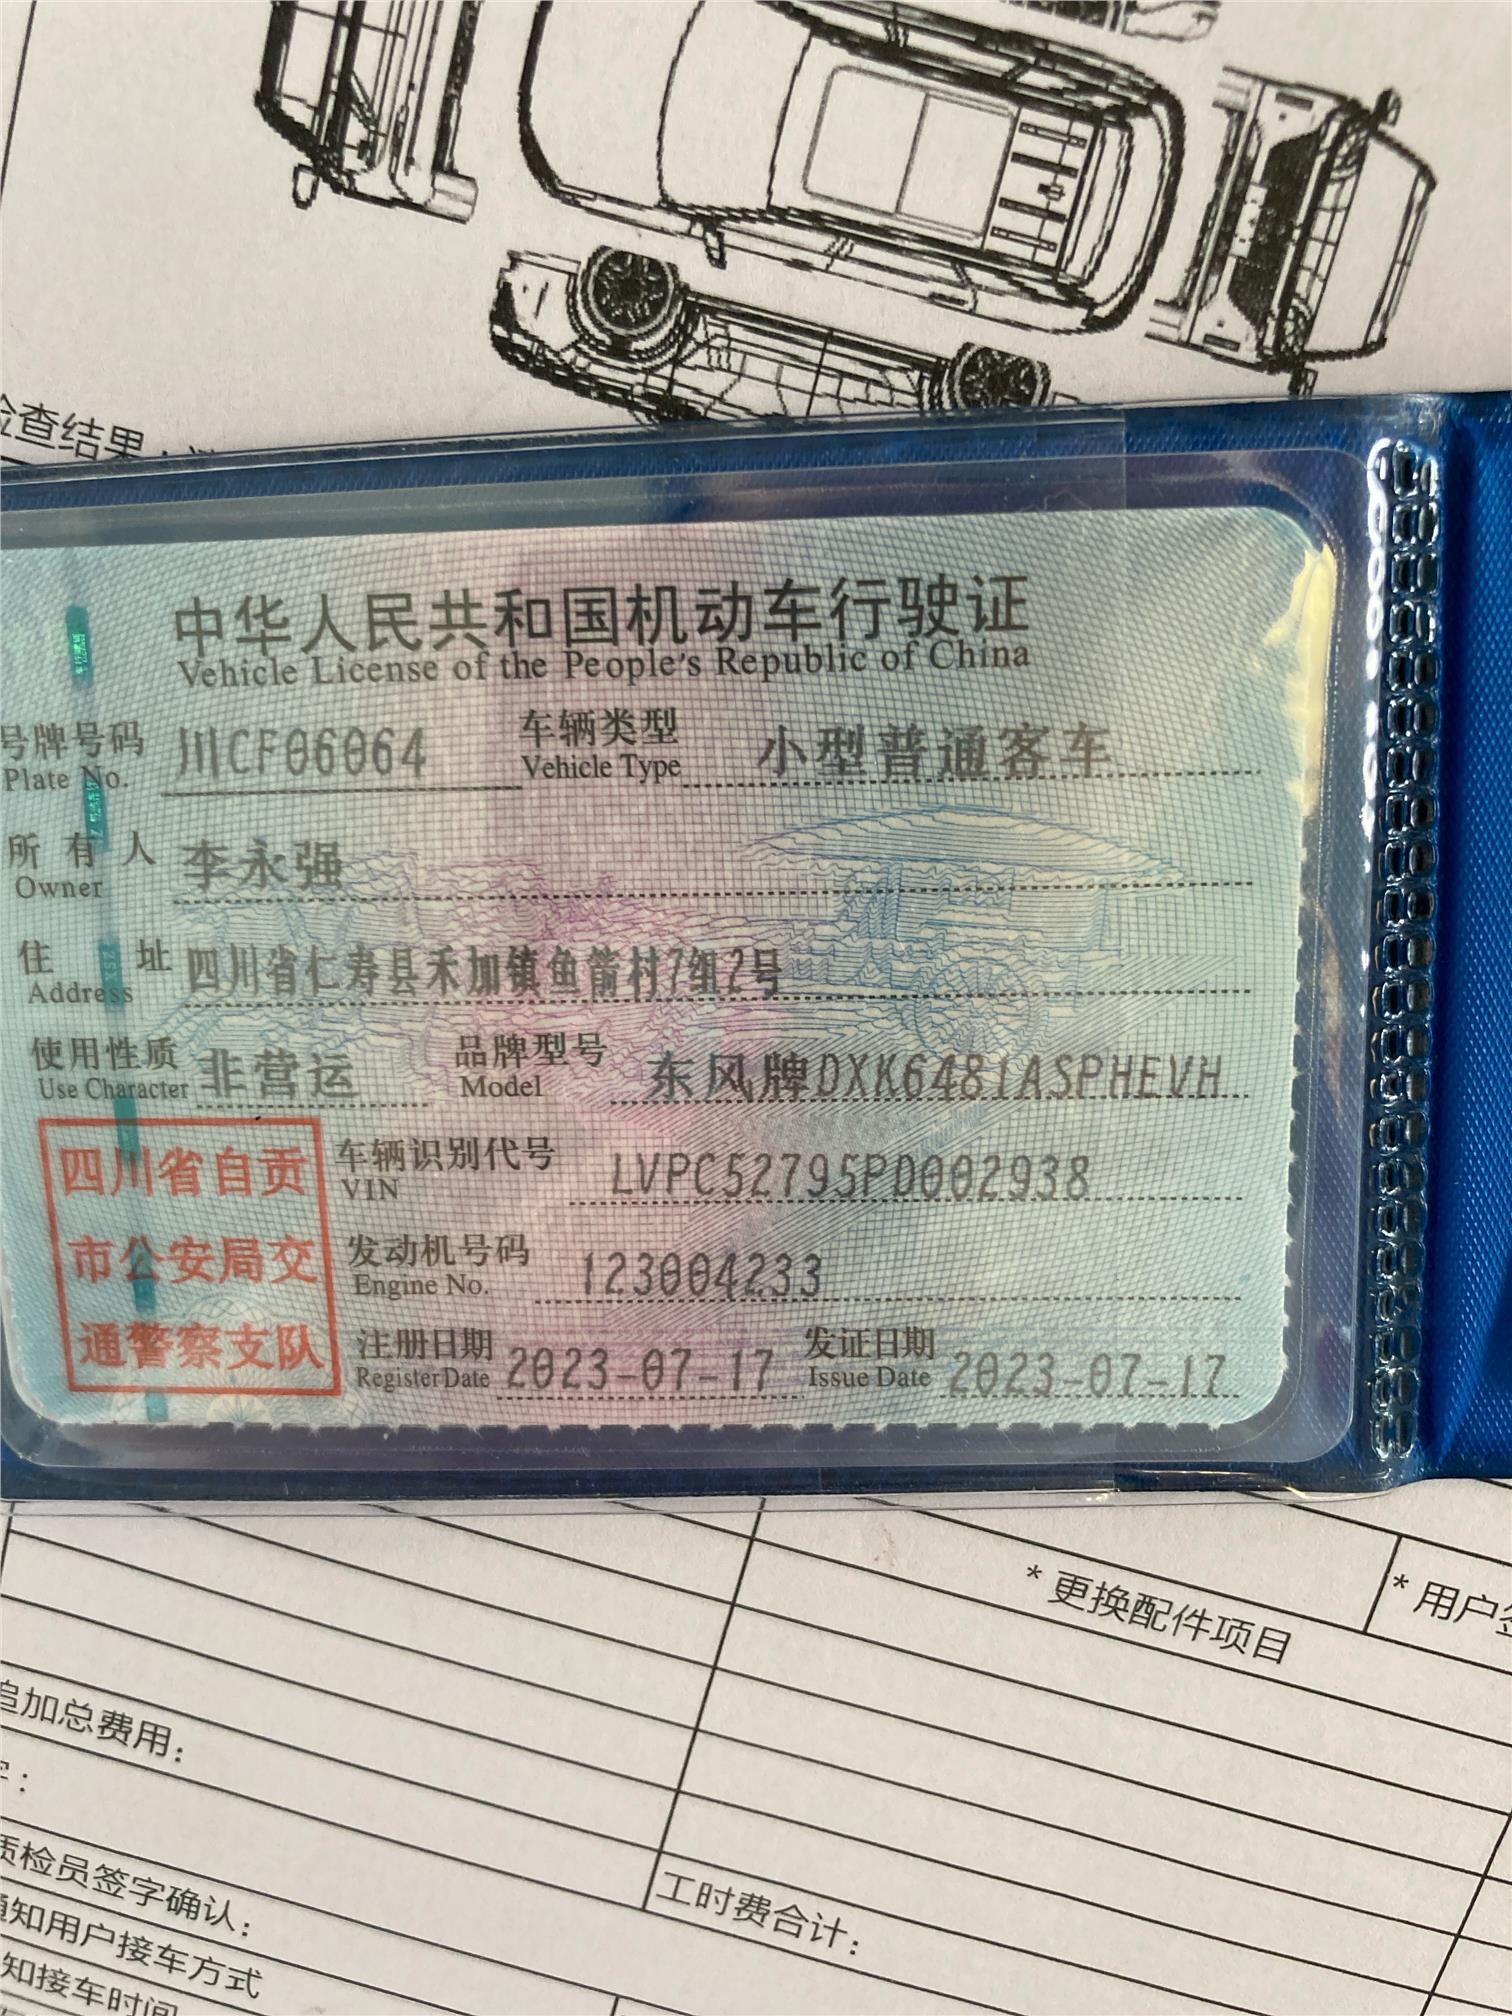 检查结果：
中华人民共和国机动车行驶证
Vehicle License of the People's Republic of China
号牌号码 川CF06064 车辆类型 小型普通客车
Plate No. Vehicle Type
所有人 李永强
Owner
住址 四川省仁寿县禾加镇鱼箭村7组2号
Address
使用性质 非营运 品牌型号 东风牌DXK6481ASPHEVH
Use Character Model
四川省自贡
市公安局交
通警察支队
车辆识别代号 LVPC52795PD002938
VIN
发动机号码 123004233
Engine No.
注册日期 2023-07-17 发证日期 2023-07-17
Register Date Issue Date
* 更换配件项目 * 用户签
追加总费用：
字：
质检员签字确认：
工时费合计：
通知用户接车方式
知接车时间